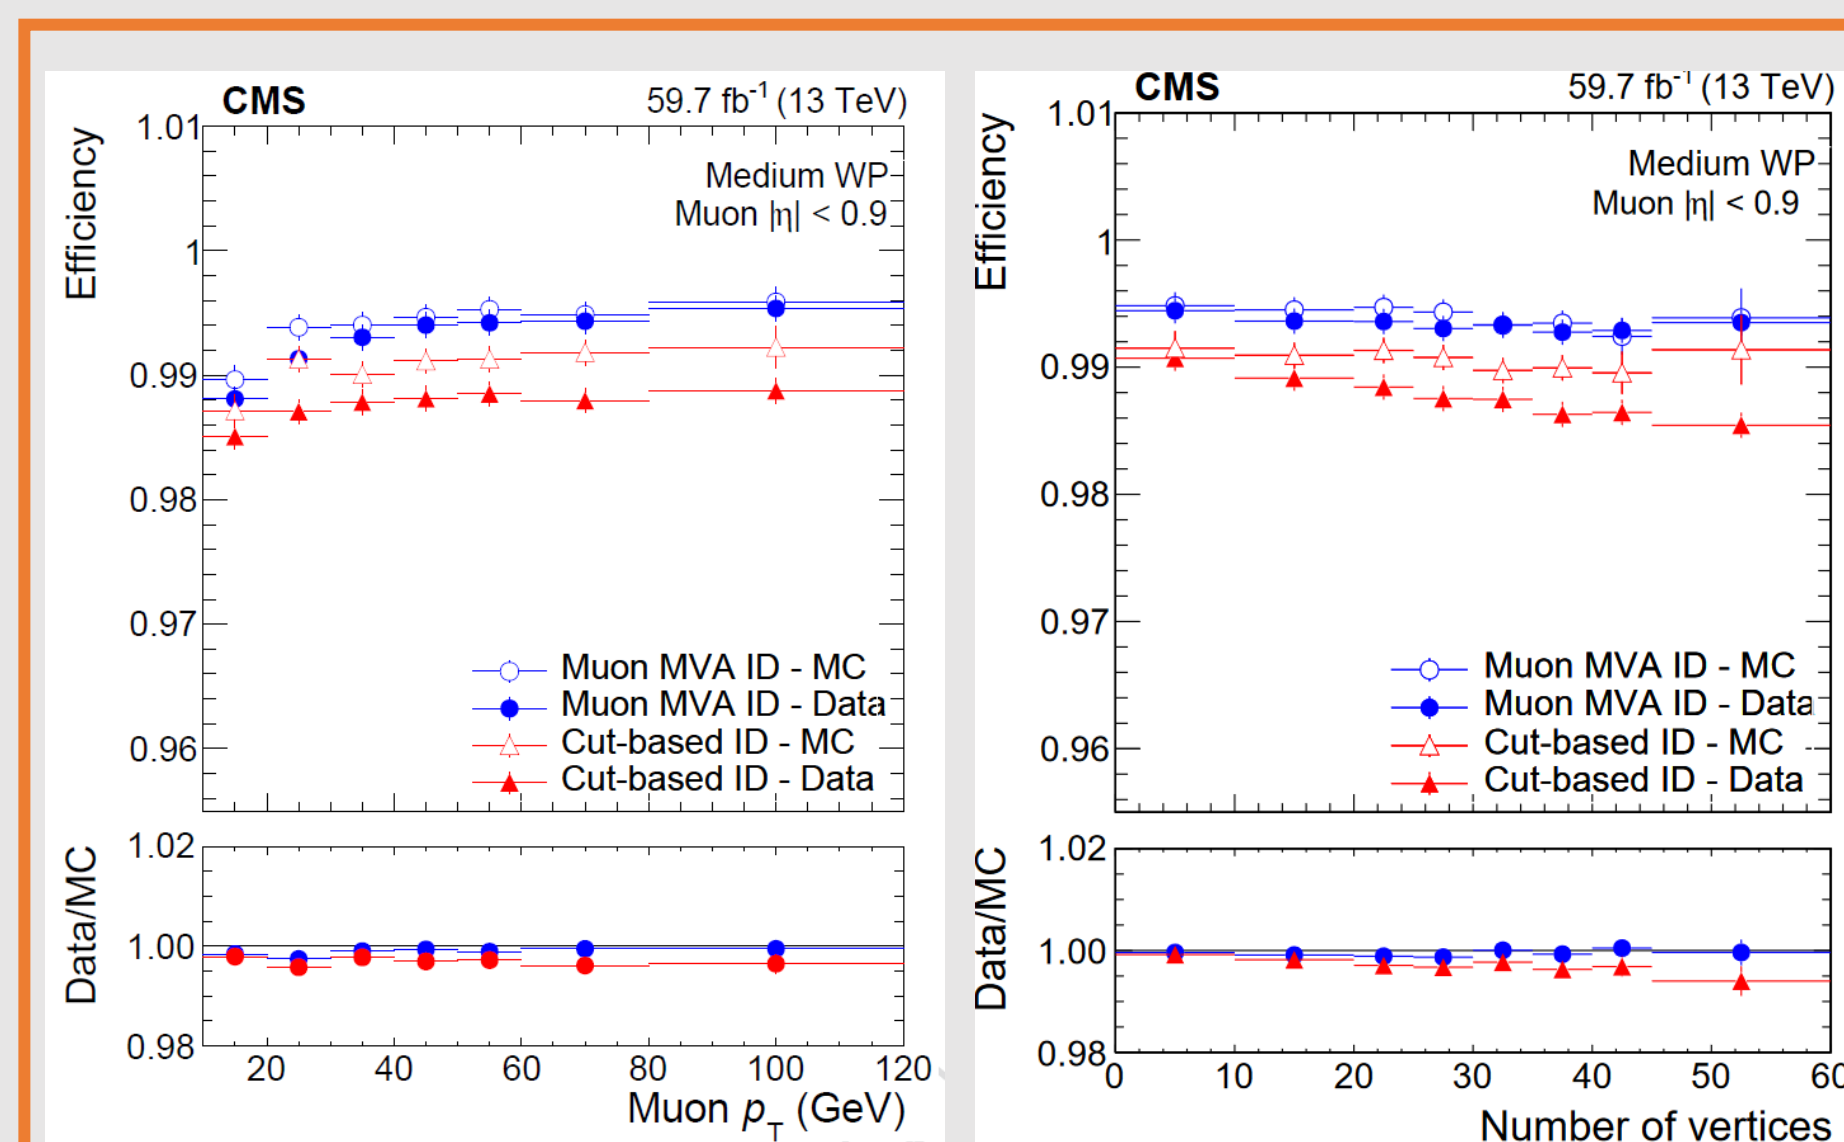 CMS 59.7 fb⁻¹ (13 TeV)
Efficiency
1.01
1
0.99
0.98
0.97
0.96
Medium WP
Muon |η| < 0.9
Muon MVA ID - MC
Muon MVA ID - Data
Cut-based ID - MC
Cut-based ID - Data
Data/MC
1.02
1.00
0.98
20 40 60 80 100 120
Muon p_T (GeV)
CMS 59.7 fb⁻¹ (13 TeV)
Efficiency
1.01
1
0.99
0.98
0.97
0.96
Medium WP
Muon |η| < 0.9
Muon MVA ID - MC
Muon MVA ID - Data
Cut-based ID - MC
Cut-based ID - Data
Data/MC
1.02
1.00
0.98
0 10 20 30 40 50 60
Number of vertices